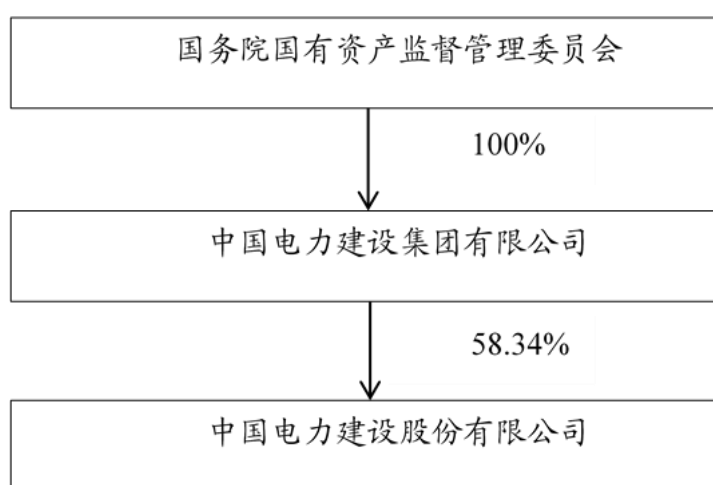 国务院国有资产监督管理委员会
100%
中国电力建设集团有限公司
58.34%
中国电力建设股份有限公司